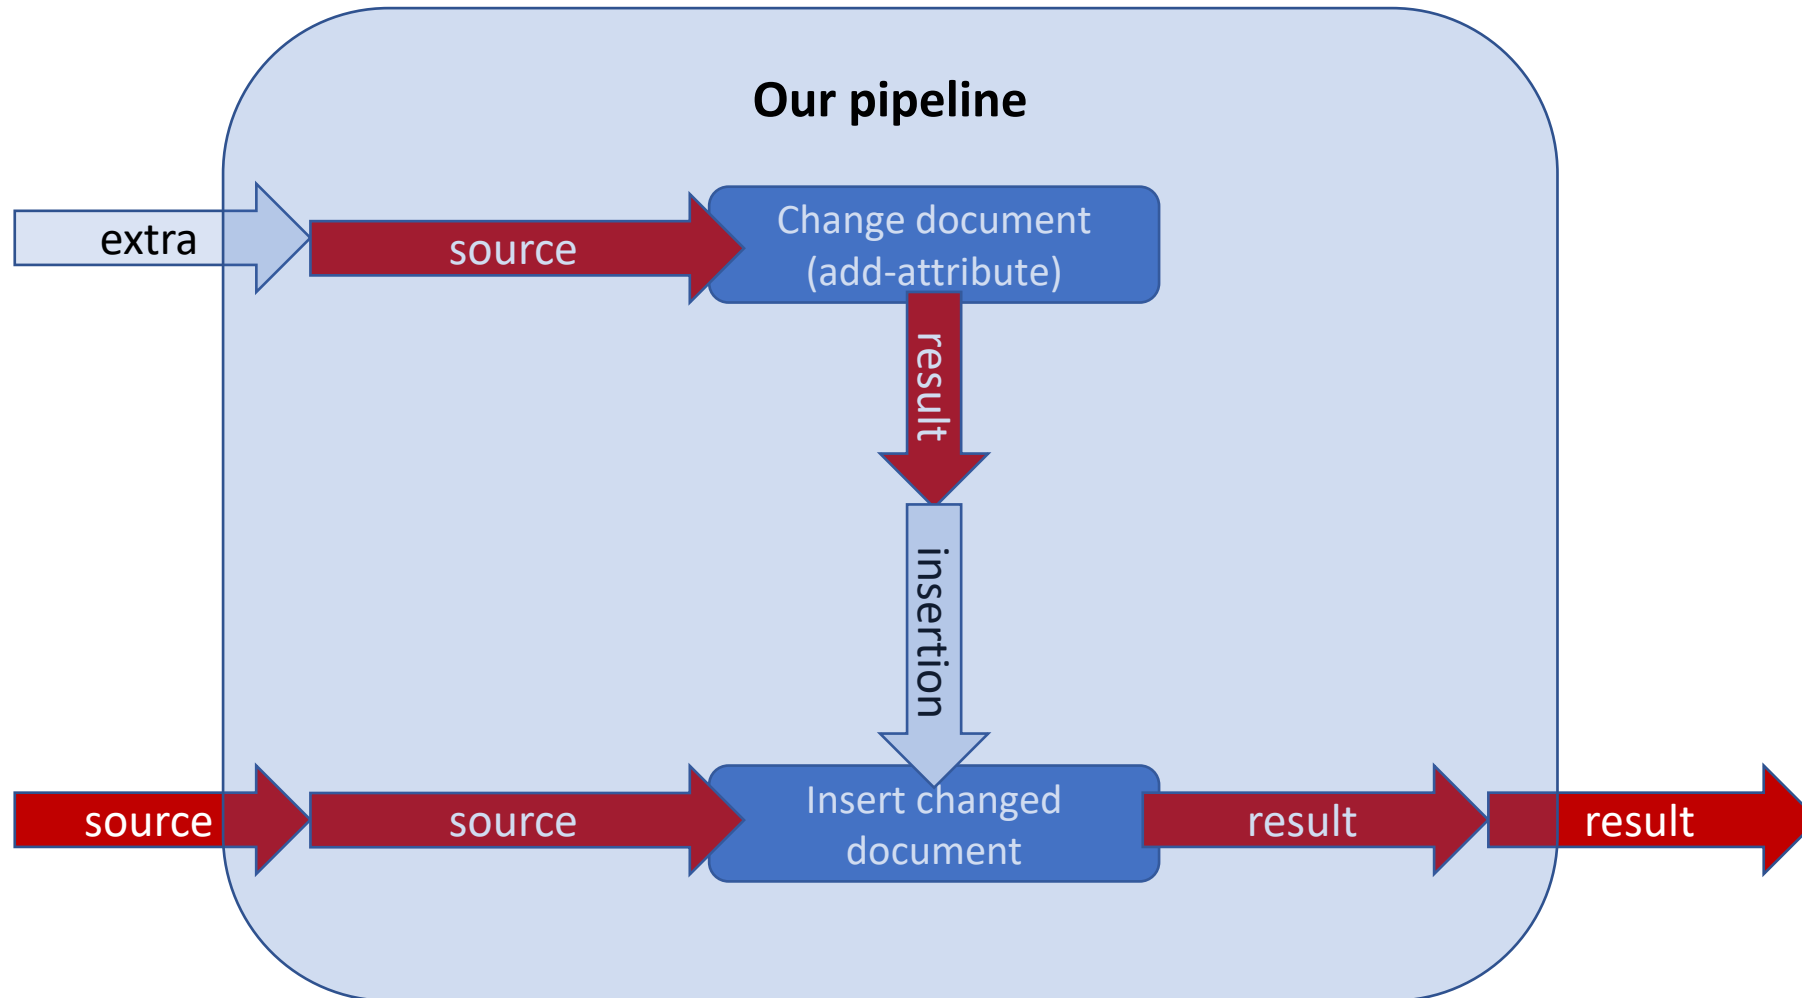 Our pipeline
extra
source
Change document
(add-attribute)
result
insertion
source
source
Insert changed
document
result
result